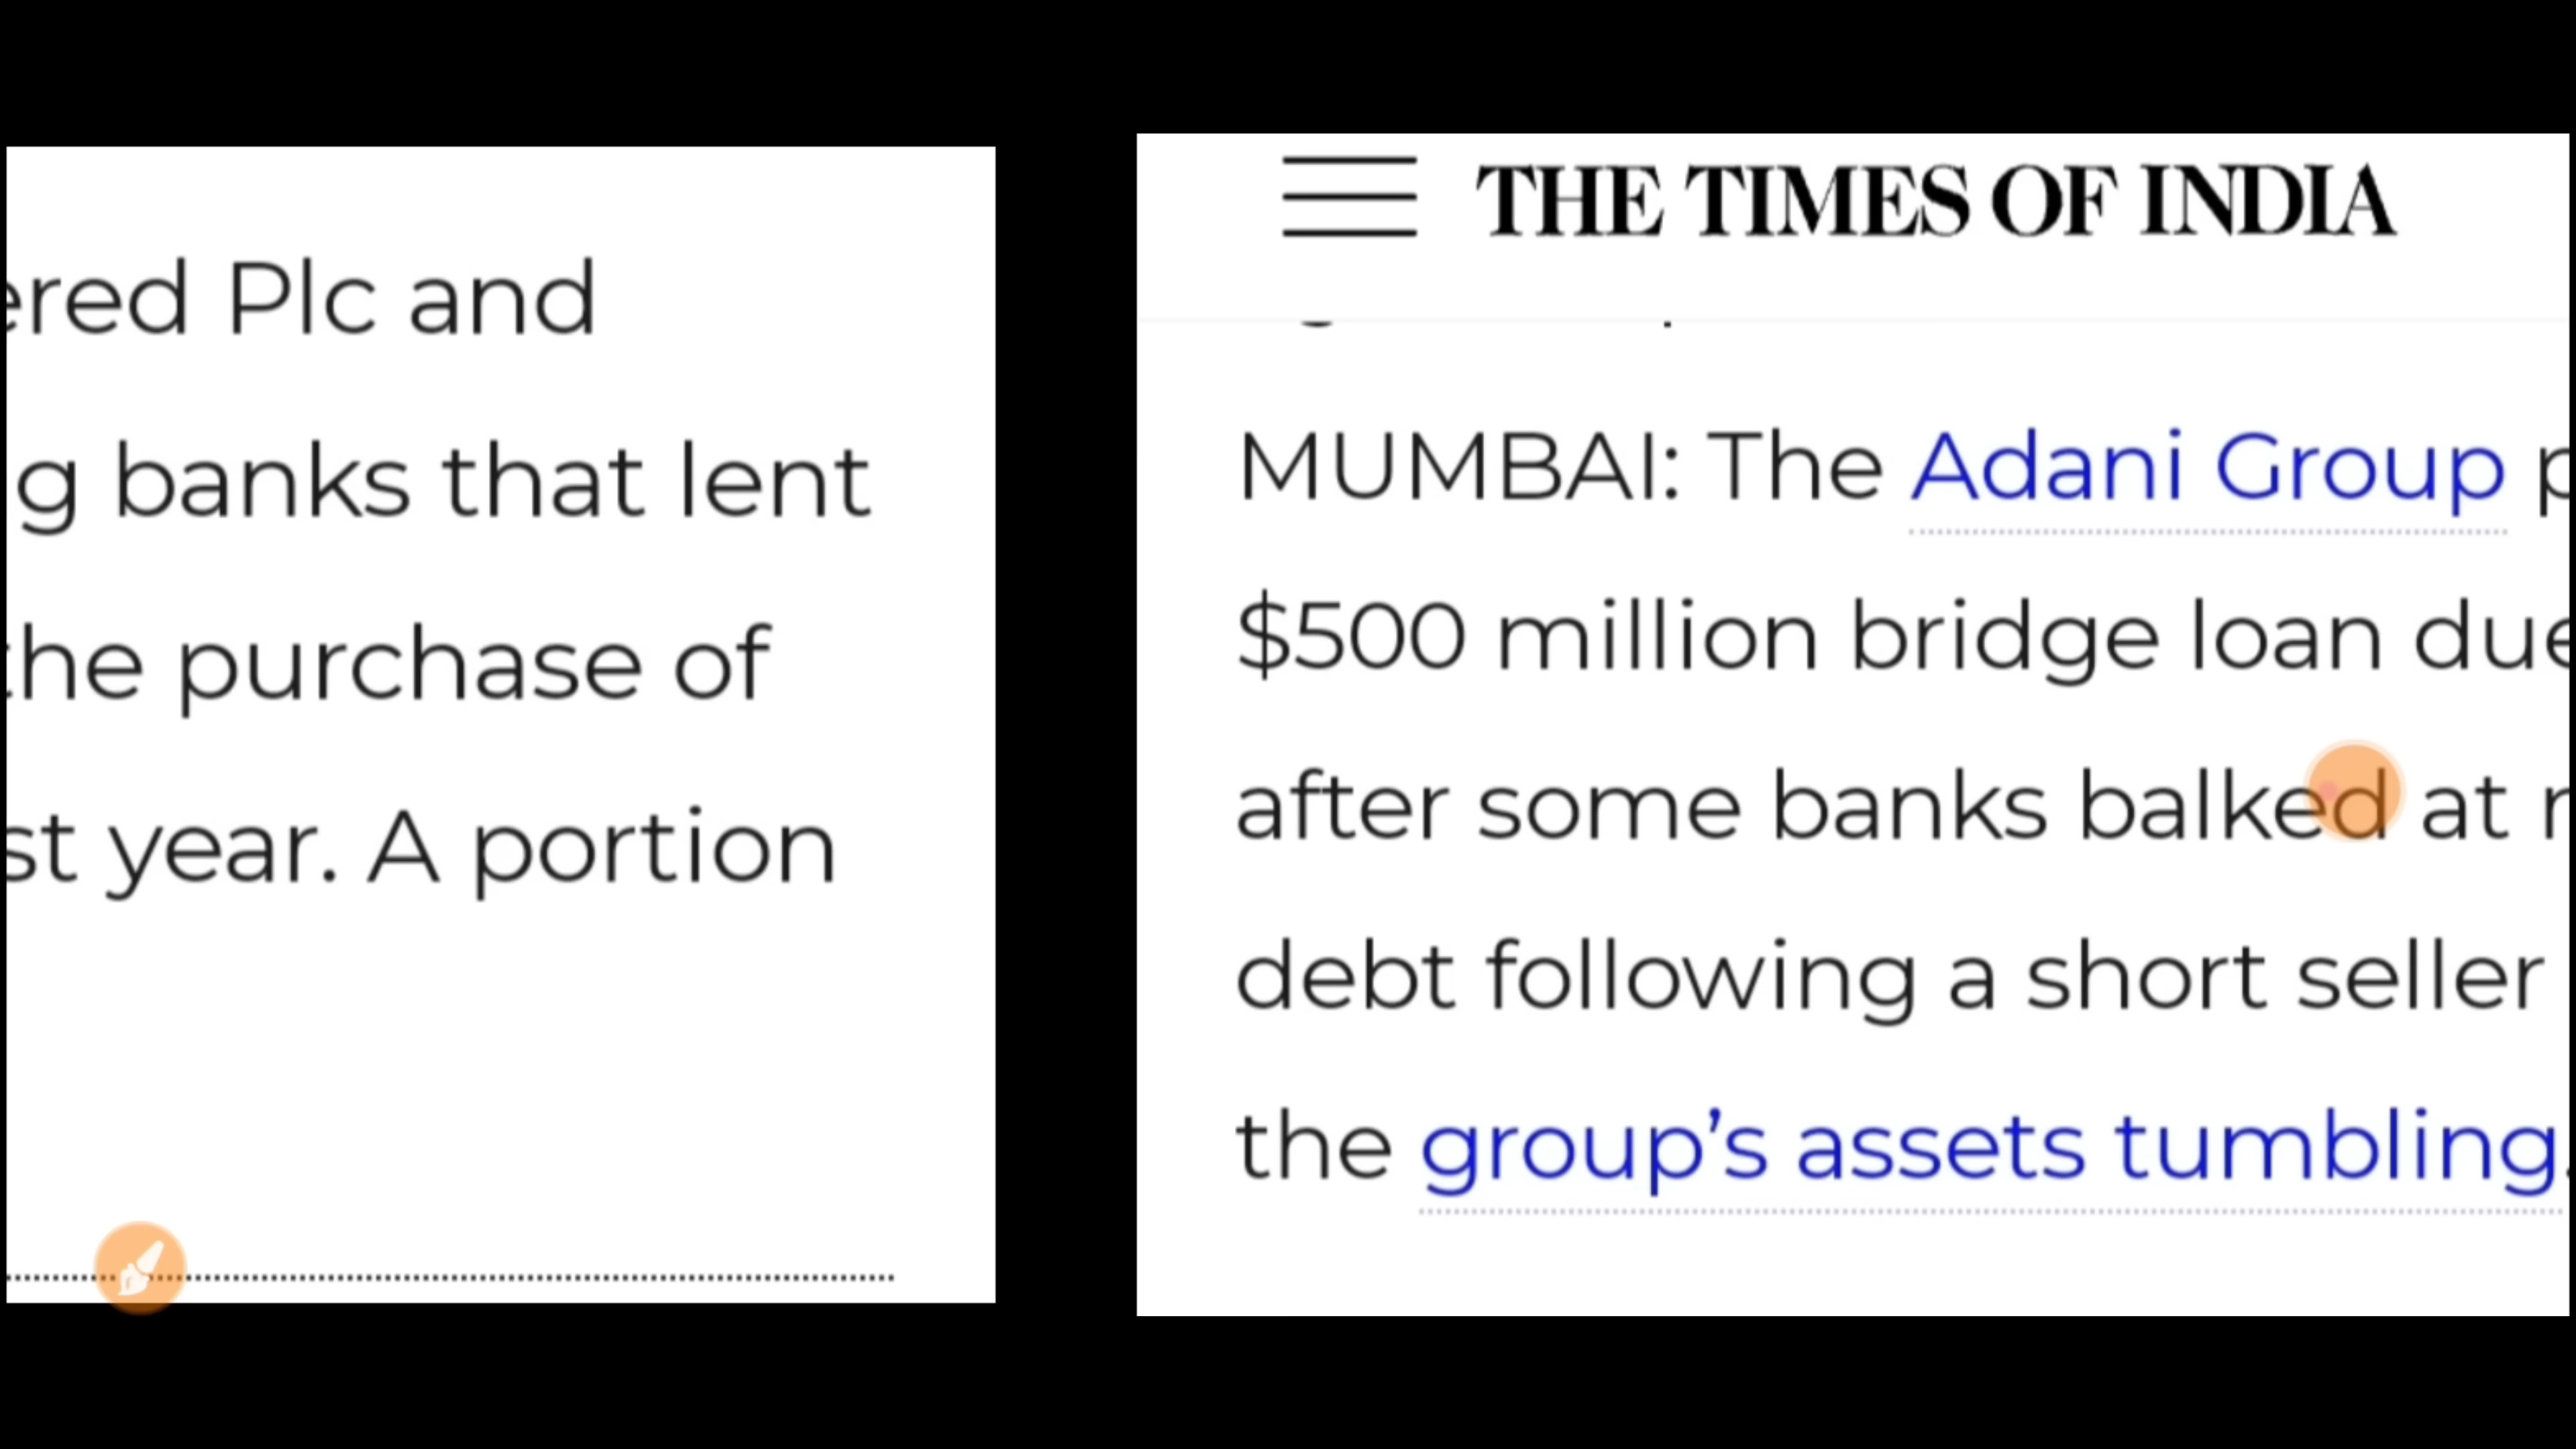 ered Plc and
g banks that lent
he purchase of
st year. A portion
THE TIMES OF INDIA
MUMBAI: The Adani Group
$500 million bridge loan due
after some banks balked at
debt following a short seller
the group's assets tumbling.